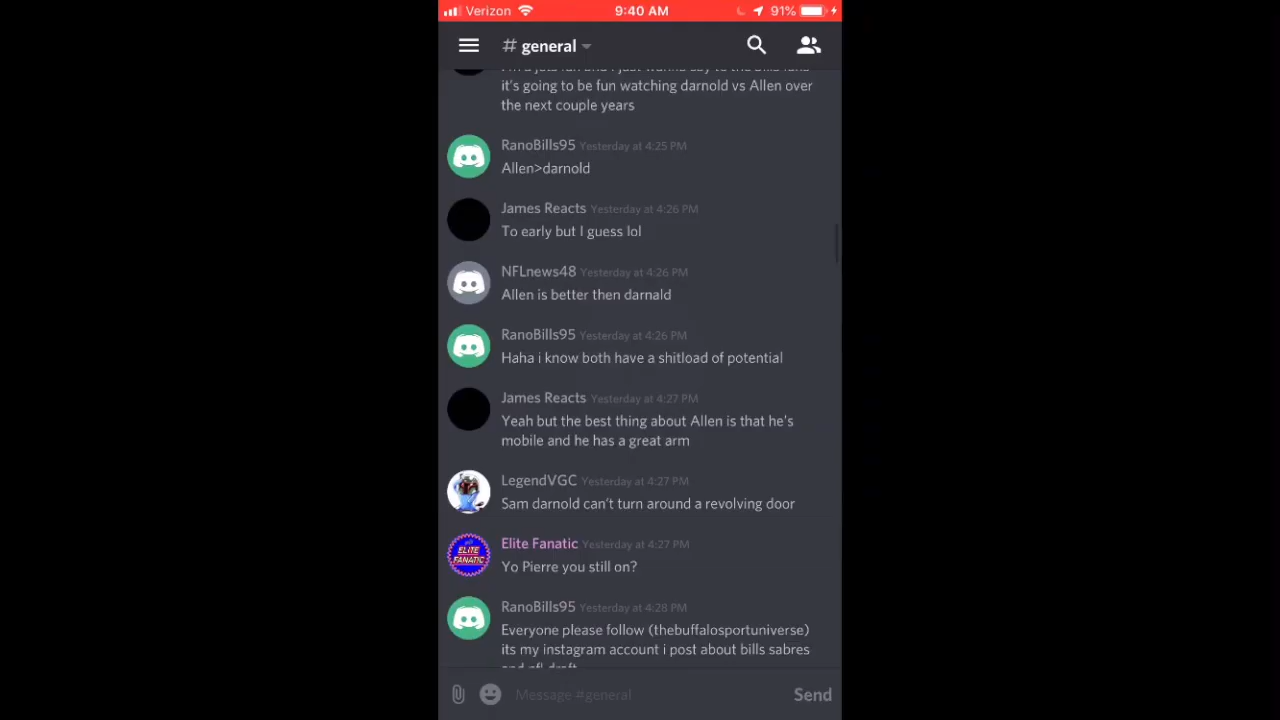 Verizon 9:40 AM 91%
# general
it's going to be fun watching darnold vs Allen over
the next couple years
RanoBills95 Yesterday at 4:25 PM
Allen>darnold
James Reacts Yesterday at 4:26 PM
To early but I guess lol
NFLnews48 Yesterday at 4:26 PM
Allen is better then darnald
RanoBills95 Yesterday at 4:26 PM
Haha i know both have a shitload of potential
James Reacts Yesterday at 4:27 PM
Yeah but the best thing about Allen is that he's
mobile and he has a great arm
LegendVGC Yesterday at 4:27 PM
Sam darnold can't turn around a revolving door
Elite Fanatic Yesterday at 4:27 PM
ELITE
FANATIC
Yo Pierre you still on?
RanoBills95 Yesterday at 4:28 PM
Everyone please follow (thebuffalosportuniverse)
its my instagram account i post about bills sabres
and nfl draft
Message #general Send